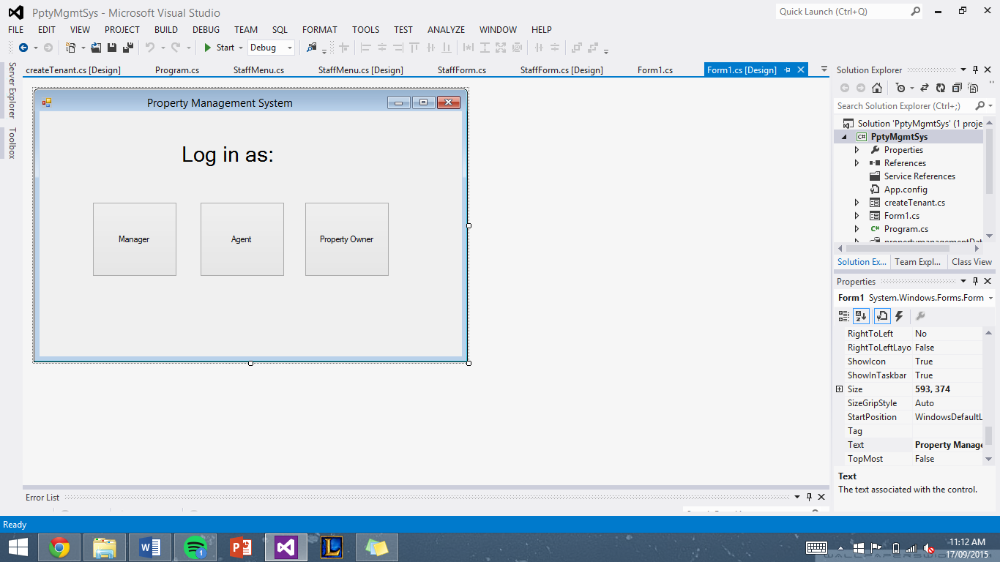 PptyMgmtSys - Microsoft Visual Studio
Quick Launch (Ctrl+Q)
FILE EDIT VIEW PROJECT BUILD DEBUG TEAM SQL FORMAT TOOLS TEST ANALYZE WINDOW HELP
Start Debug
Server Explorer
Toolbox
createTenant.cs [Design] Program.cs StaffMenu.cs StaffMenu.cs [Design] StaffForm.cs StaffForm.cs [Design] Form1.cs Form1.cs [Design]
Property Management System
Log in as:
Manager Agent Property Owner
Solution Explorer
Search Solution Explorer (Ctrl+;)
Solution 'PptyMgmtSys' (1 proje
PptyMgmtSys
Properties
References
Service References
App.config
createTenant.cs
Form1.cs
Program.cs
propertymanagementDat
Solution Ex... Team Expl... Class View
Properties
Form1 System.Windows.Forms.Form
RightToLeft No
RightToLeftLayo False
ShowIcon True
ShowInTaskbar True
Size 593, 374
SizeGripStyle Auto
StartPosition WindowsDefaultL
Tag
Text Property Manage
TopMost False
Text
The text associated with the control.
Error List
Ready
11:12 AM
17/09/2015